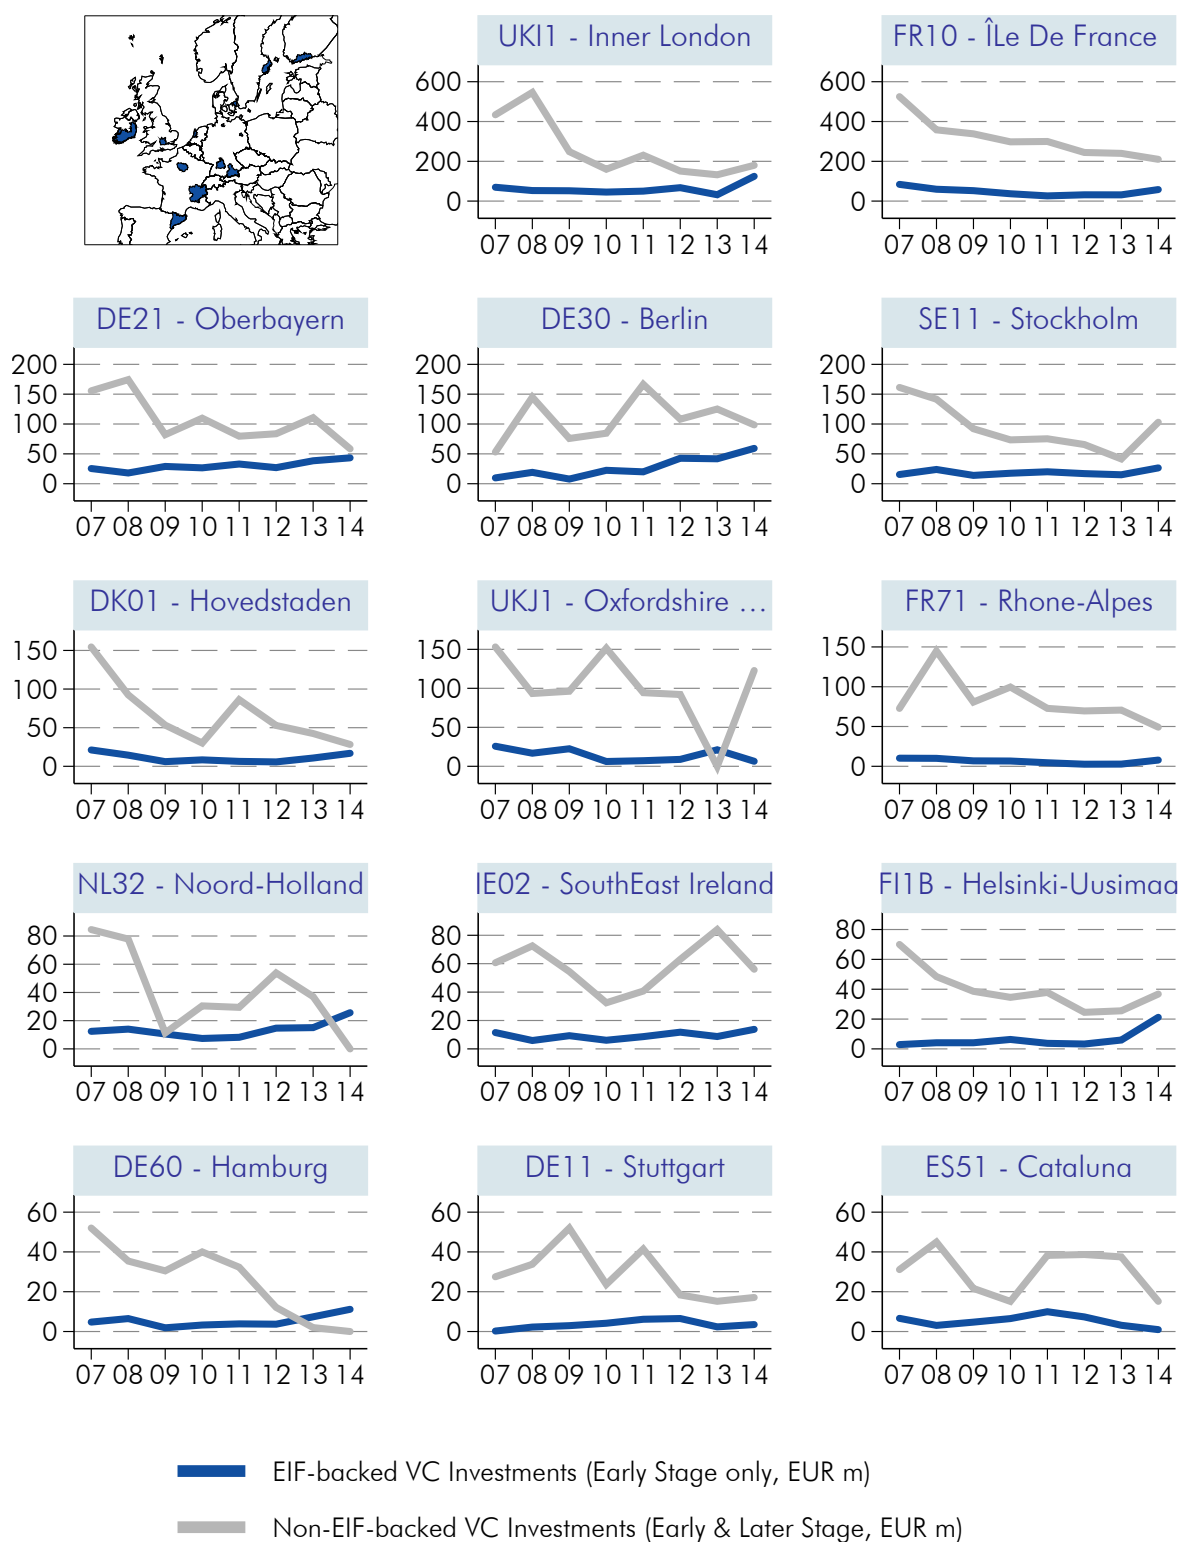 UKI1 - Inner London
600
400
200
0
07 08 09 10 11 12 13 14
FR10 - ÎLe De France
600
400
200
0
07 08 09 10 11 12 13 14
DE21 - Oberbayern
200
150
100
50
0
07 08 09 10 11 12 13 14
DE30 - Berlin
200
150
100
50
0
07 08 09 10 11 12 13 14
SE11 - Stockholm
200
150
100
50
0
07 08 09 10 11 12 13 14
DK01 - Hovedstaden
150
100
50
0
07 08 09 10 11 12 13 14
UKJ1 - Oxfordshire ...
150
100
50
0
07 08 09 10 11 12 13 14
FR71 - Rhone-Alpes
150
100
50
0
07 08 09 10 11 12 13 14
NL32 - Noord-Holland
80
60
40
20
0
07 08 09 10 11 12 13 14
IE02 - SouthEast Ireland
80
60
40
20
0
07 08 09 10 11 12 13 14
FI1B - Helsinki-Uusimaa
80
60
40
20
0
07 08 09 10 11 12 13 14
DE60 - Hamburg
60
40
20
0
07 08 09 10 11 12 13 14
DE11 - Stuttgart
60
40
20
0
07 08 09 10 11 12 13 14
ES51 - Cataluna
60
40
20
0
07 08 09 10 11 12 13 14
EIF-backed VC Investments (Early Stage only, EUR m)
Non-EIF-backed VC Investments (Early & Later Stage, EUR m)